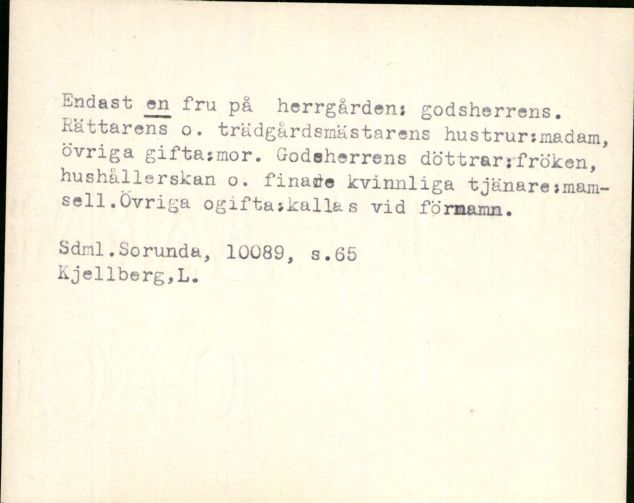 Endast en fru på herrgården: godsherrens.
Rättarens o. trädgårdsmästarens hustrur:madam,
övriga gifta:mor. Godsherrens döttrar:fröken,
hushållerskan o. finare kvinnliga tjänare:mam-
sell.Övriga ogifta:kallas vid förnamn.
Sdml.Sorunda, 10089, s.65
Kjellberg,L.